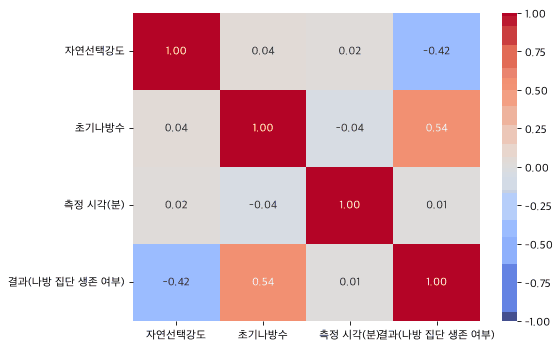 자연선택강도 1.00 0.04 0.02 -0.42
초기나방수 0.04 1.00 -0.04 0.54
측정 시각(분) 0.02 -0.04 1.00 0.01
결과(나방 집단 생존 여부) -0.42 0.54 0.01 1.00
자연선택강도 초기나방수 측정 시각(분) 결과(나방 집단 생존 여부)
1.00
0.75
0.50
0.25
0.00
-0.25
-0.50
-0.75
-1.00